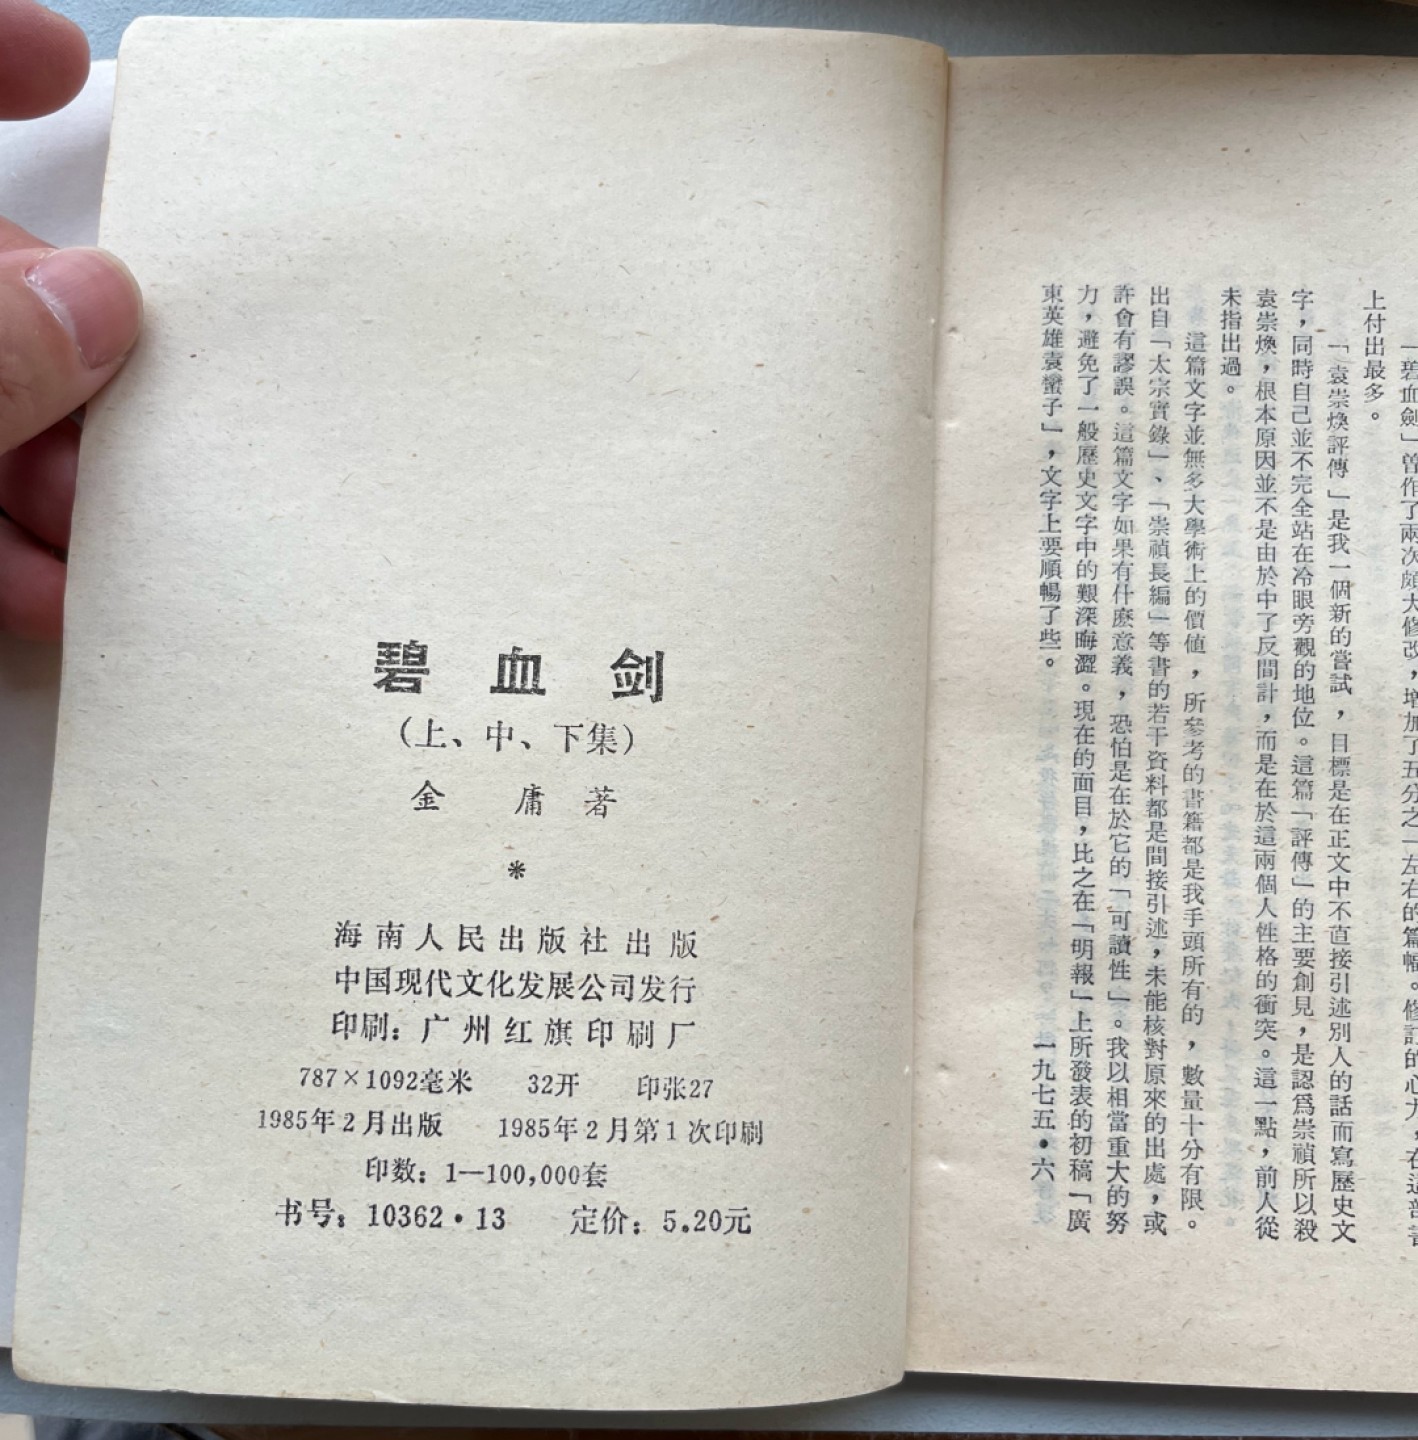 碧血剑
（上、中、下集）
金庸著
*
海南人民出版社出版
中国现代文化发展公司发行
印刷：广州红旗印刷厂
787×1092毫米 32开 印张27
1985年2月出版 1985年2月第1次印刷
印数：1—100,000套
书号：10362·13 定价：5.20元
「碧血劍」曾作了兩次頗大修改，增加了五分之一左右的篇幅。修訂的心力，在這部書
上付出最多。
「袁崇煥評傳」是我一個新的嘗試，目標是在正文中不直接引述別人的話而寫歷史文
字，同時自己並不完全站在冷眼旁觀的地位。這篇「評傳」的主要創見，是認爲崇禎所以殺
袁崇煥，根本原因並不是由於中了反間計，而是在於這兩個人性格的衝突。這一點，前人從
未指出過。
這篇文字並無多大學術上的價値，所參考的書籍都是我手頭所有的，數量十分有限。
出自「太宗實錄」、「崇禎長編」等書的若干資料都是間接引述，未能核對原來的出處，或
許會有謬誤。這篇文字如果有什麽意義，恐怕是在於它的「可讀性」。我以相當重大的努
力，避免了一般歷史文字中的艱深晦澀。現在的面目，比之在「明報」上所發表的初稿「廣
東英雄袁蠻子」，文字上要順暢了些。
一九七五·六